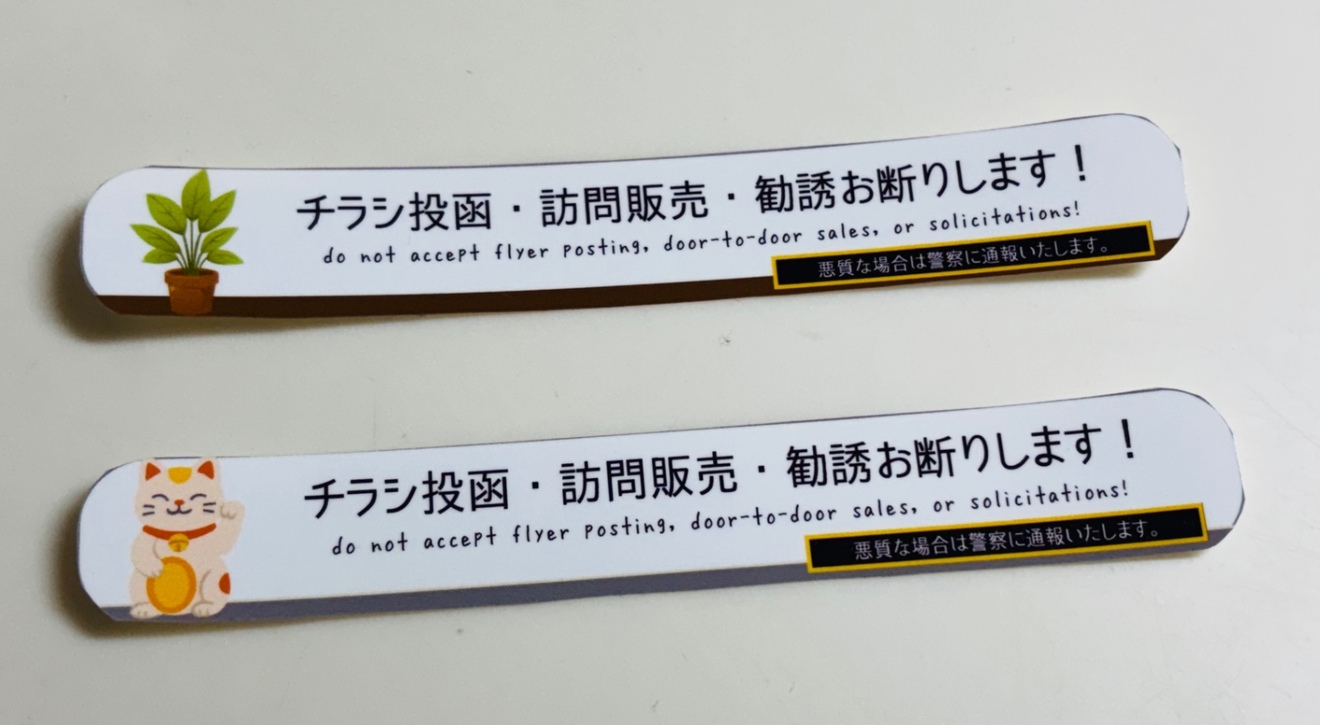 チラシ投函・訪問販売・勧誘お断りします！
do not accept flyer posting, door-to-door sales, or solicitations!
悪質な場合は警察に通報いたします。
チラシ投函・訪問販売・勧誘お断りします！
do not accept flyer posting, door-to-door sales, or solicitations!
悪質な場合は警察に通報いたします。